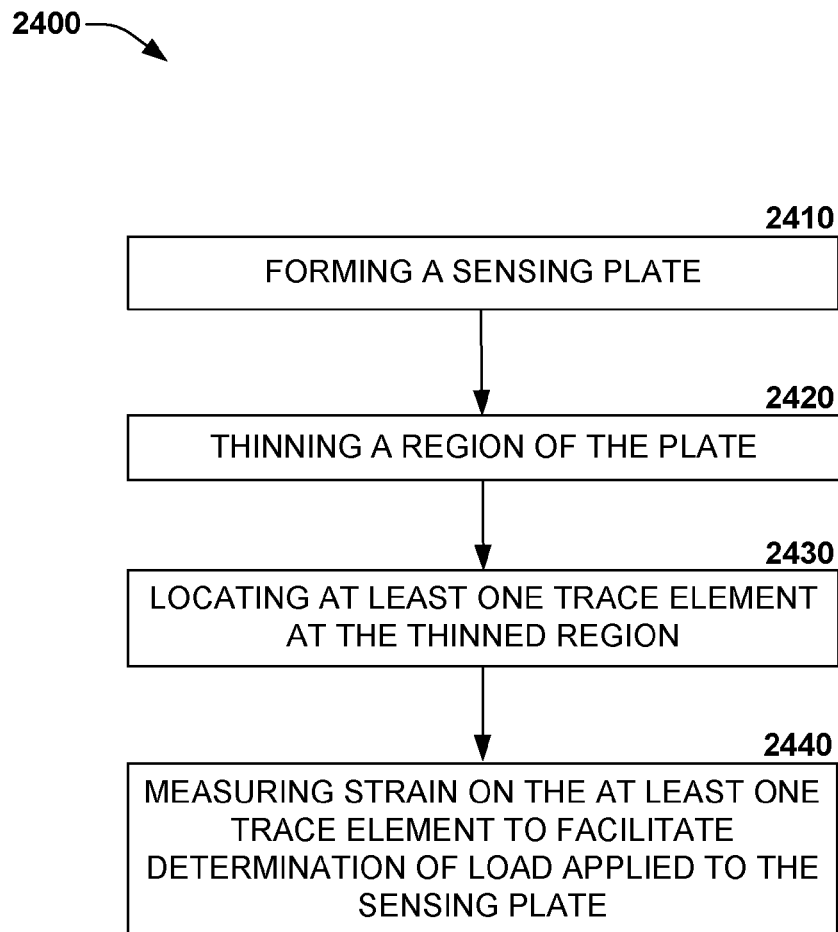 2400
2410
FORMING A SENSING PLATE
2420
THINNING A REGION OF THE PLATE
2430
LOCATING AT LEAST ONE TRACE ELEMENT
AT THE THINNED REGION
2440
MEASURING STRAIN ON THE AT LEAST ONE
TRACE ELEMENT TO FACILITATE
DETERMINATION OF LOAD APPLIED TO THE
SENSING PLATE